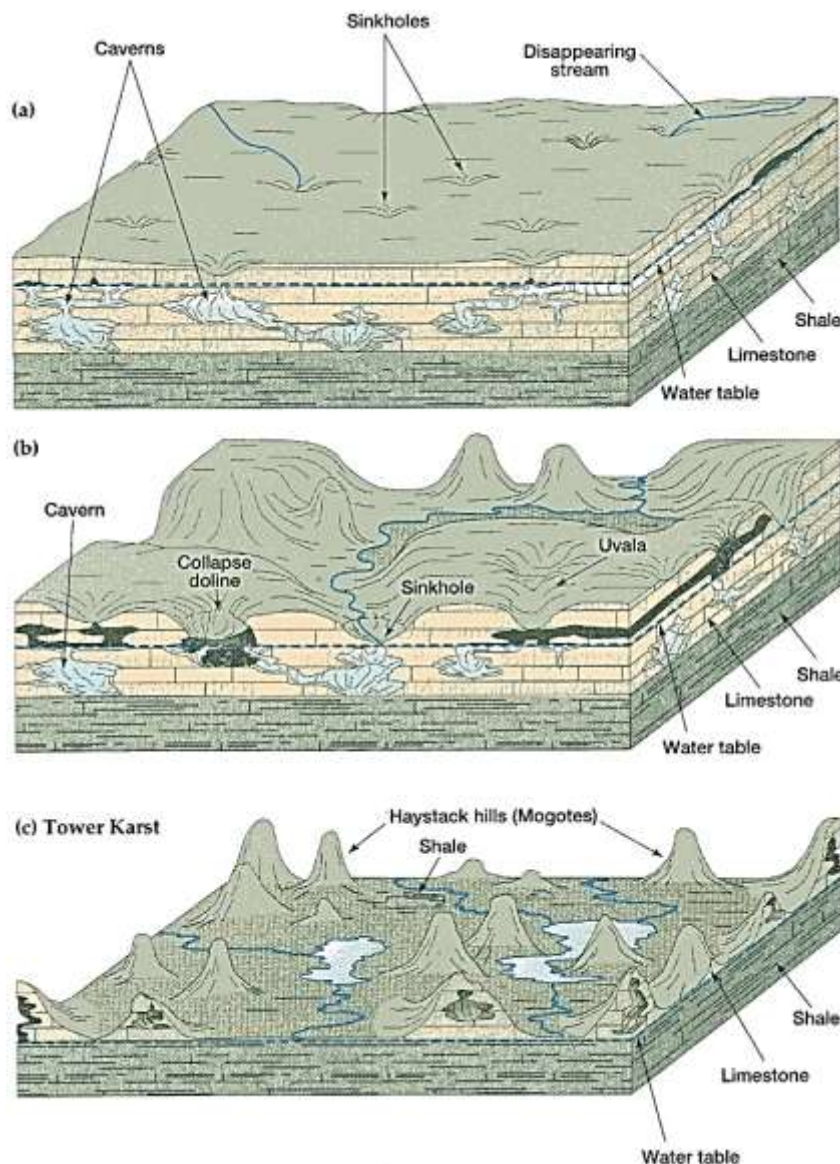 Sinkholes
Caverns
Disappearing
stream
(a)
Shale
Limestone
Water table
(b)
Cavern
Collapse
doline
Uvala
Sinkhole
Shale
Limestone
Water table
(c) Tower Karst
Haystack hills (Mogotes)
Shale
Shale
Limestone
Water table